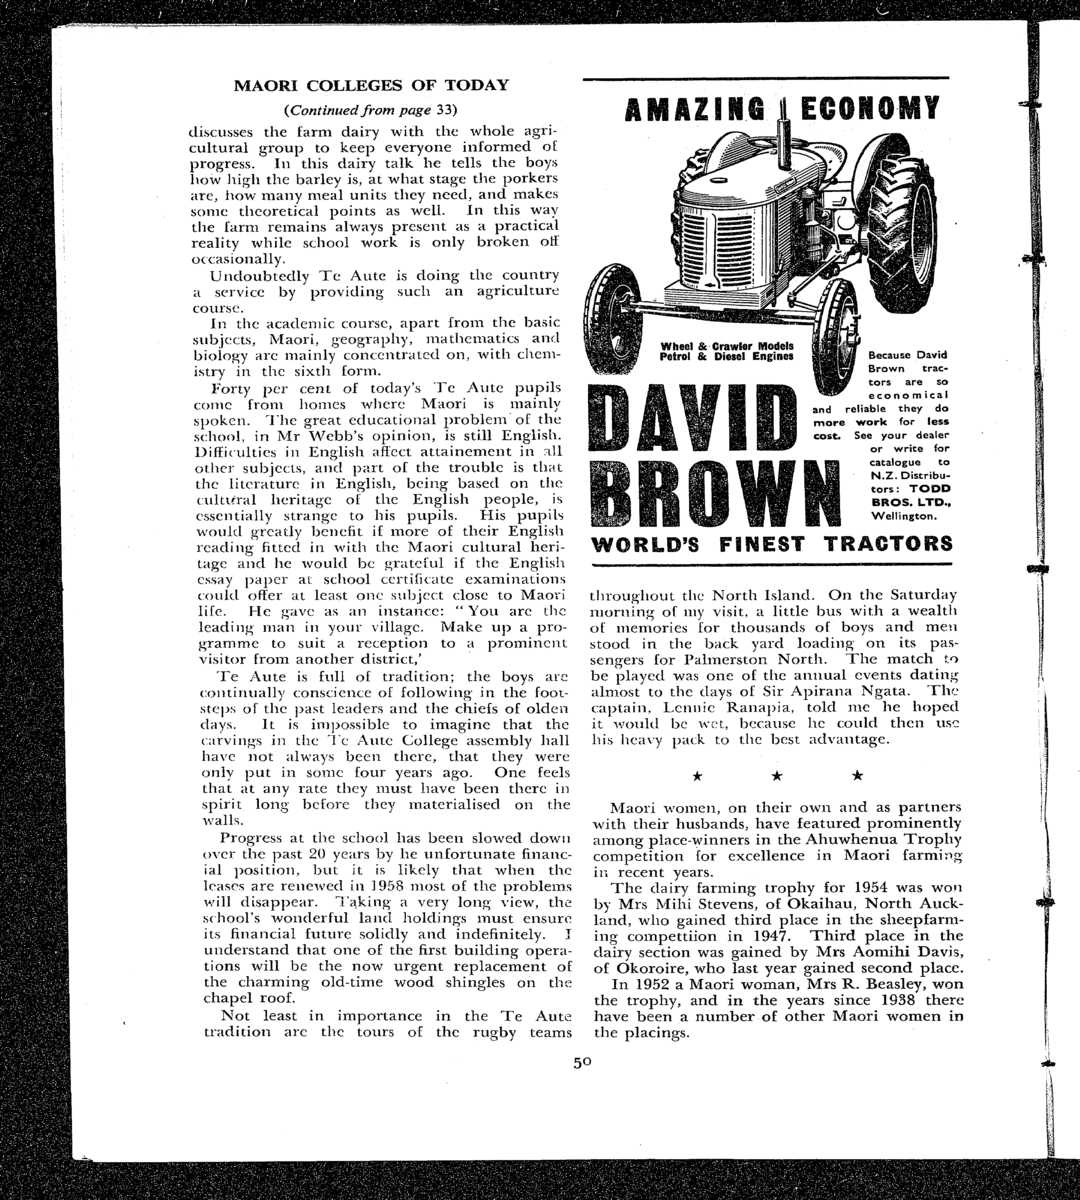 MAORI COLLEGES OF TODAY
(Continued from page 33)
discusses the farm dairy with the whole agri-
cultural group to keep everyone informed of
progress. In this dairy talk he tells the boys
how high the barley is, at what stage the porkers
are, how many meal units they need, and makes
some theoretical points as well. In this way
the farm remains always present as a practical
reality while school work is only broken off
occasionally.
Undoubtedly Te Aute is doing the country
a service by providing such an agriculture
course.
In the academic course, apart from the basic
subjects, Maori, geography, mathematics and
biology are mainly concentrated on, with chem-
istry in the sixth form.
Forty per cent of today's Te Aute pupils
come from homes where Maori is mainly
spoken. The great educational problem of the
school, in Mr Webb's opinion, is still English.
Difficulties in English affect attainement in all
other subjects, and part of the trouble is that
the literature in English, being based on the
cultural heritage of the English people, is
essentially strange to his pupils. His pupils
would greatly benefit if more of their English
reading fitted in with the Maori cultural heri-
tage and he would be grateful if the English
essay paper at school certificate examinations
could offer at least one subject close to Maori
life. He gave as an instance: "You are the
leading man in your village. Make up a pro-
gramme to suit a reception to a prominent
visitor from another district,'
Te Aute is full of tradition; the boys are
continually conscience of following in the foot-
steps of the past leaders and the chiefs of olden
days. It is impossible to imagine that the
carvings in the Te Aute College assembly hall
have not always been there, that they were
only put in some four years ago. One feels
that at any rate they must have been there in
spirit long before they materialised on the
walls.
Progress at the school has been slowed down
over the past 20 years by he unfortunate financ-
ial position, but it is likely that when the
leases are renewed in 1958 most of the problems
will disappear. Taking a very long view, the
school's wonderful land holdings must ensure
its financial future solidly and indefinitely. I
understand that one of the first building opera-
tions will be the now urgent replacement of
the charming old-time wood shingles on the
chapel roof.
Not least in importance in the Te Aute
tradition are the tours of the rugby teams
AMAZING ECONOMY
Wheel & Crawler Models
Petrol & Diesel Engines
DAVID
BROWN
Because David
Brown trac-
tors are so
economical
and reliable they do
more work for less
cost. See your dealer
or write for
catalogue to
N.Z. Distribu-
tors: TODD
BROS. LTD.,
Wellington.
WORLD'S FINEST TRACTORS
throughout the North Island. On the Saturday
morning of my visit, a little bus with a wealth
of memories for thousands of boys and men
stood in the back yard loading on its pas-
sengers for Palmerston North. The match to
be played was one of the annual events dating
almost to the days of Sir Apirana Ngata. The
captain, Lennie Ranapia, told me he hoped
it would be wet, because he could then use
his heavy pack to the best advantage.
★ ★ ★
Maori women, on their own and as partners
with their husbands, have featured prominently
among place-winners in the Ahuwhenua Trophy
competition for excellence in Maori farming
in recent years.
The dairy farming trophy for 1954 was won
by Mrs Mihi Stevens, of Okaihau, North Auck-
land, who gained third place in the sheepfarm-
ing compettiion in 1947. Third place in the
dairy section was gained by Mrs Aomihi Davis,
of Okoroire, who last year gained second place.
In 1952 a Maori woman, Mrs R. Beasley, won
the trophy, and in the years since 1938 there
have been a number of other Maori women in
the placings.
50